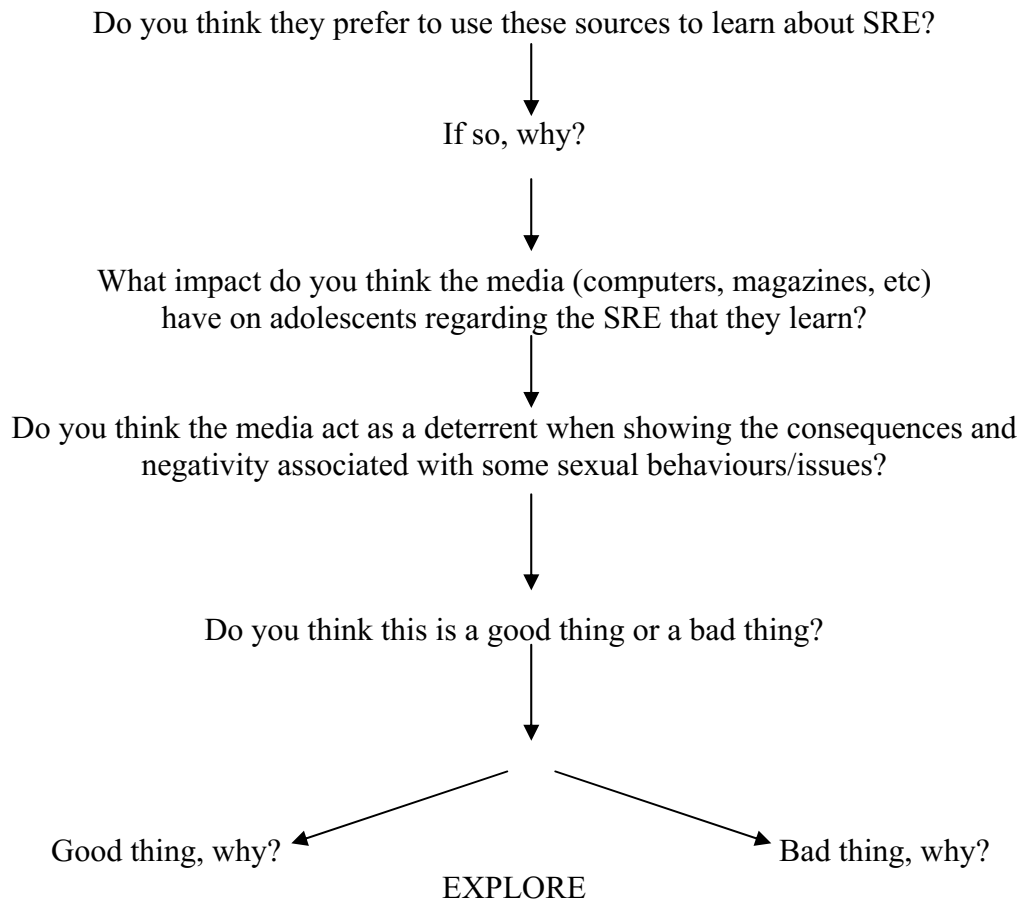 Do you think they prefer to use these sources to learn about SRE?
If so, why?
What impact do you think the media (computers, magazines, etc)
have on adolescents regarding the SRE that they learn?
Do you think the media act as a deterrent when showing the consequences and
negativity associated with some sexual behaviours/issues?
Do you think this is a good thing or a bad thing?
Good thing, why?
Bad thing, why?
EXPLORE